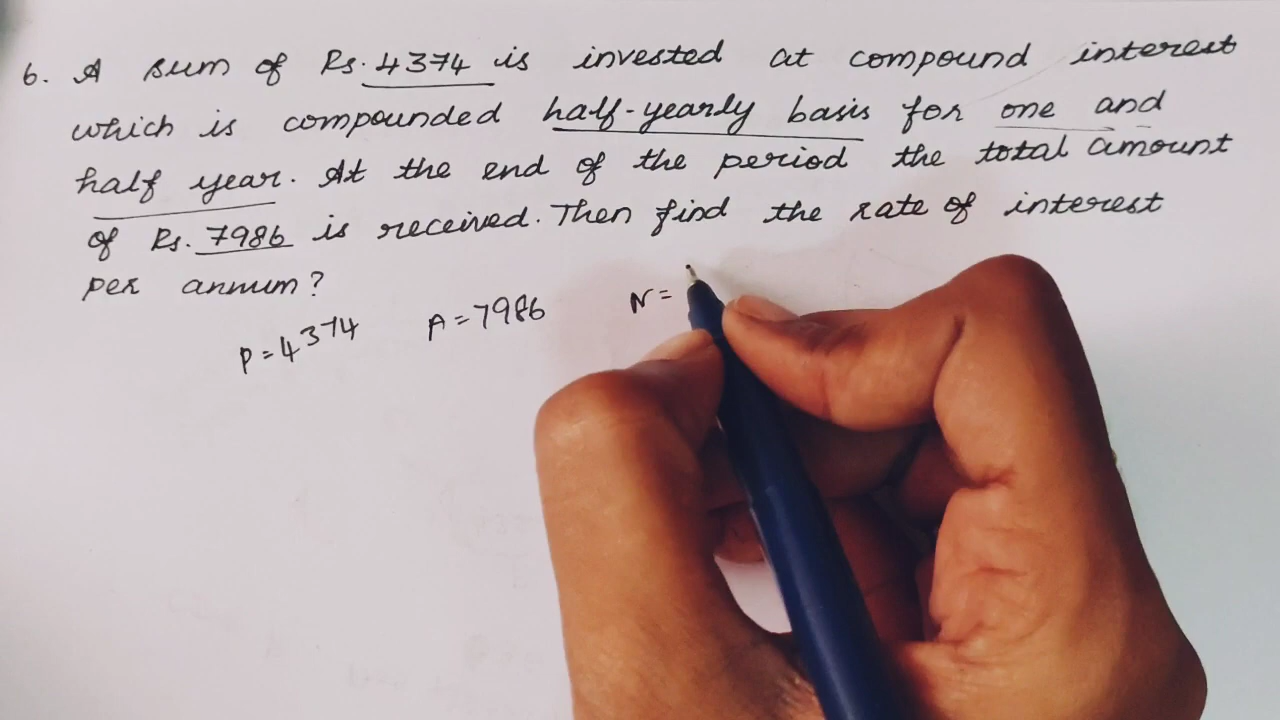 6. A sum of Rs. 4374 is invested at compound interest
which is compounded half-yearly basis for one and
half year. At the end of the period the total amount
of Rs. 7986 is received. Then find the rate of interest
per annum?
P = 4374 A = 7986 N =